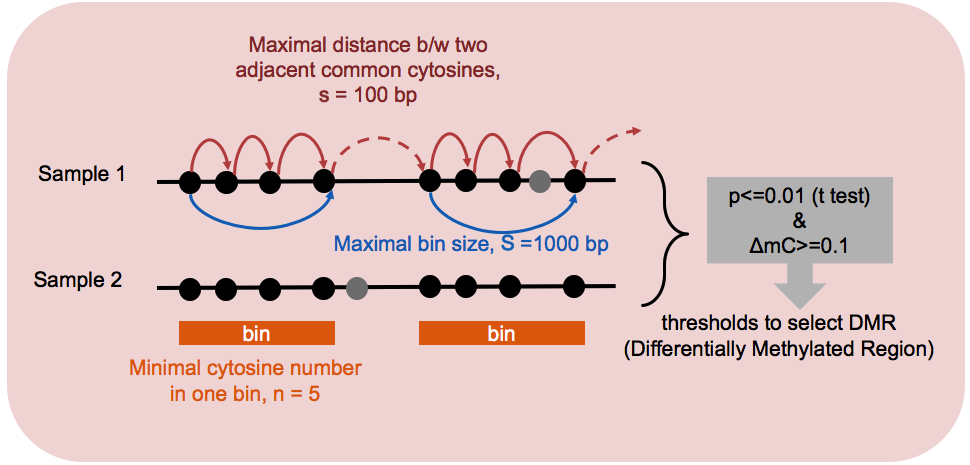 Maximal distance b/w two
adjacent common cytosines,
s = 100 bp
Sample 1
Maximal bin size, S =1000 bp
Sample 2
bin
bin
Minimal cytosine number
in one bin, n = 5
p<=0.01 (t test)
&
ΔmC>=0.1
thresholds to select DMR
(Differentially Methylated Region)